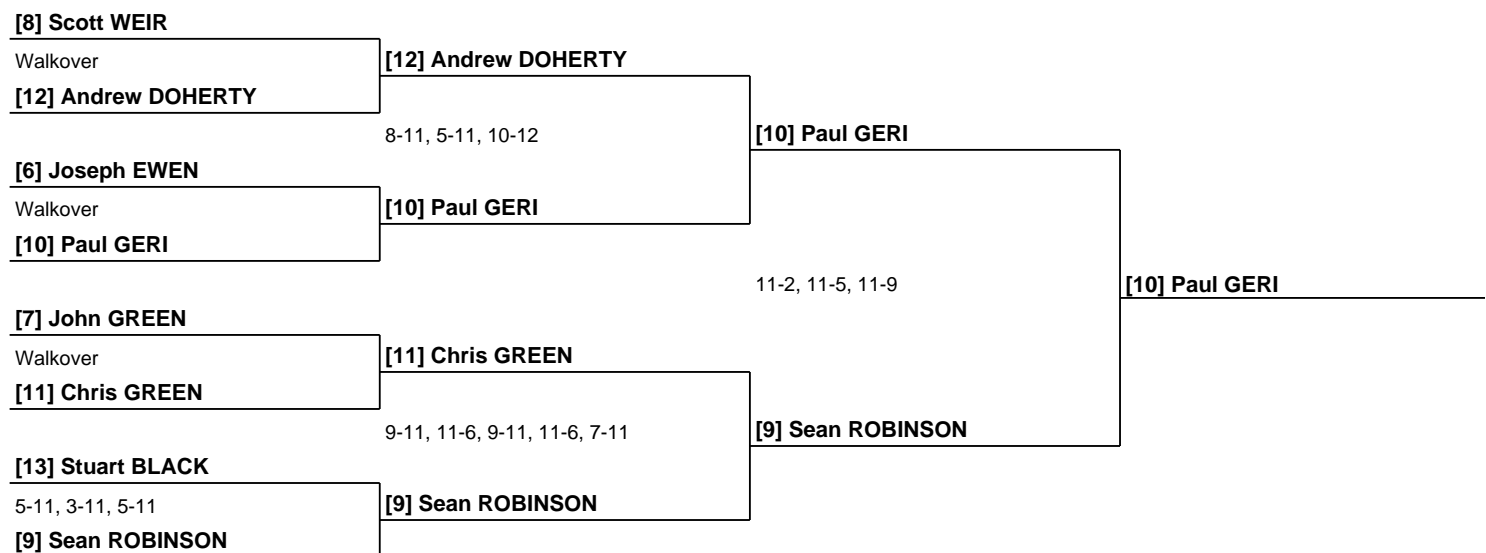 [8] Scott WEIR
Walkover
[12] Andrew DOHERTY
[12] Andrew DOHERTY
8-11, 5-11, 10-12
[10] Paul GERI
[6] Joseph EWEN
Walkover
[10] Paul GERI
[10] Paul GERI
11-2, 11-5, 11-9
[10] Paul GERI
[7] John GREEN
Walkover
[11] Chris GREEN
[11] Chris GREEN
9-11, 11-6, 9-11, 11-6, 7-11
[9] Sean ROBINSON
[13] Stuart BLACK
5-11, 3-11, 5-11
[9] Sean ROBINSON
[9] Sean ROBINSON